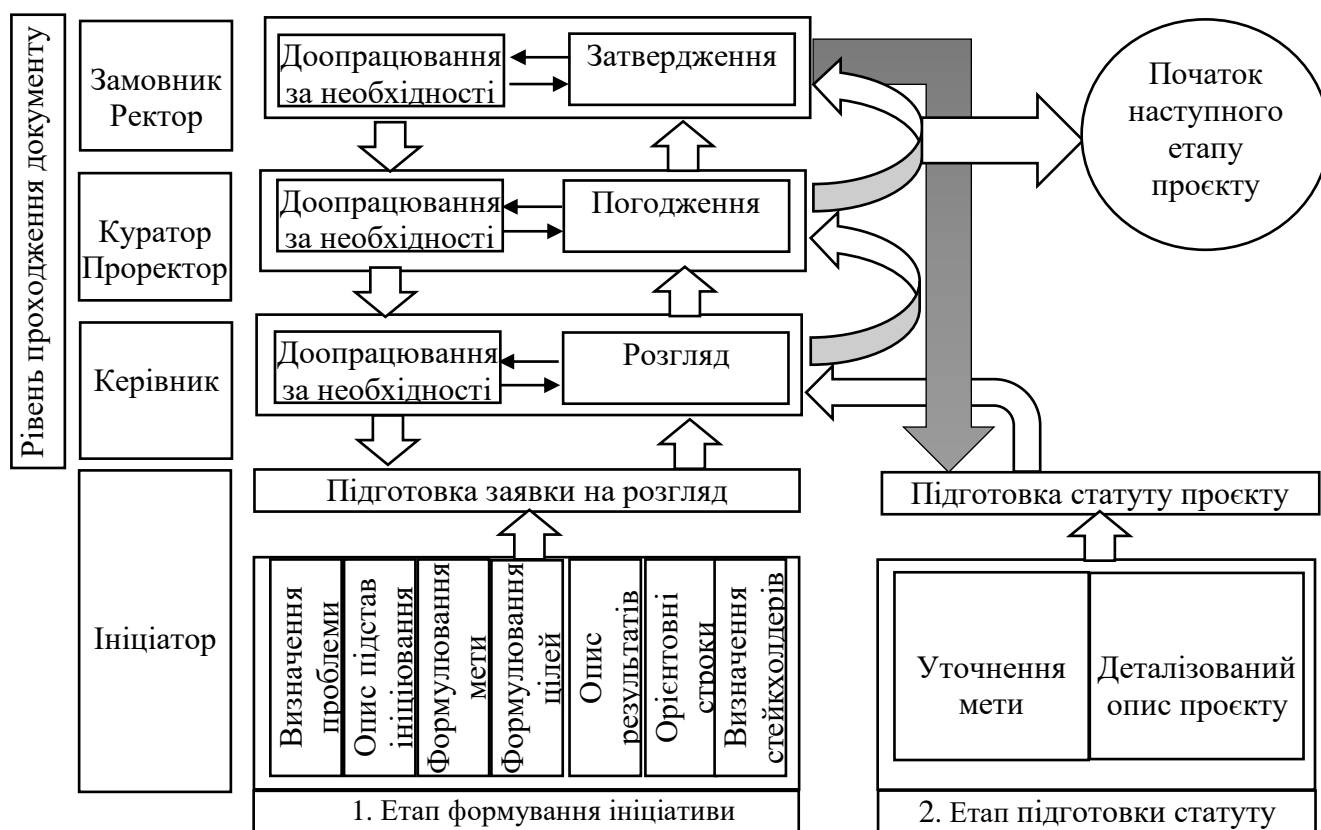 Рівень проходження документу
Замовник
Ректор
Доопрацювання
за необхідності
Затвердження
Початок
наступного
етапу
проєкту
Куратор
Проректор
Доопрацювання
за необхідності
Погодження
Керівник
Доопрацювання
за необхідності
Розгляд
Ініціатор
Підготовка заявки на розгляд
Підготовка статуту проєкту
Визначення
проблеми
Опис підстав
ініціювання
Формулювання
мети
Формулювання
цілей
Опис
результатів
Орієнтовні
строки
Визначення
стейкхолдерів
Уточнення
мети
Деталізований
опис проєкту
1. Етап формування ініціативи
2. Етап підготовки статуту